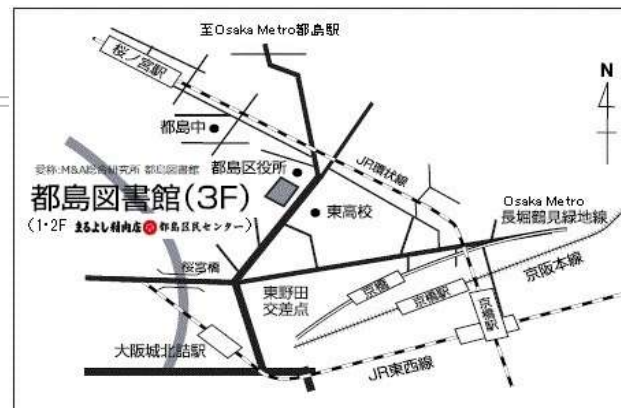 至Osaka Metro都島駅
桜ノ宮駅
N
都島中
愛称:M&A総合研究所 都島図書館
都島区役所
JR環状線
都島図書館(3F)
東高校
Osaka Metro
長堀鶴見緑地線
(1・2F まるよし精肉店 都島区民センター)
桜宮橋
東野田
交差点
京橋
京橋駅
京橋駅
京阪本線
大阪城北詰駅
JR東西線